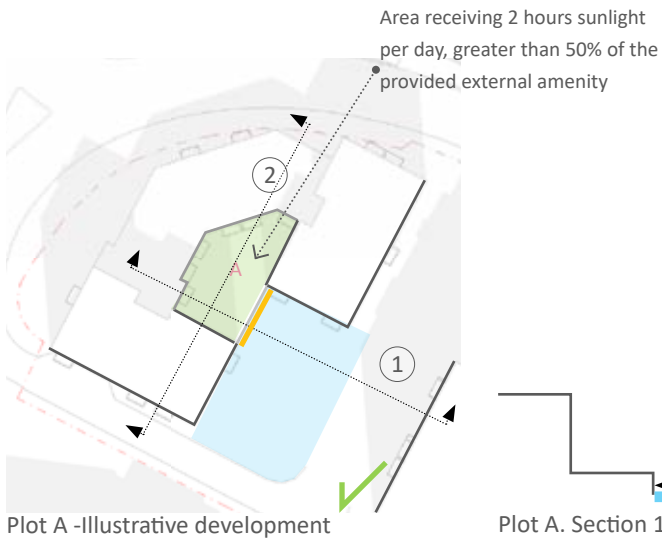 Area receiving 2 hours sunlight
per day, greater than 50% of the
provided external amenity
2
A
1
Plot A -Illustrative development
Plot A. Section 1